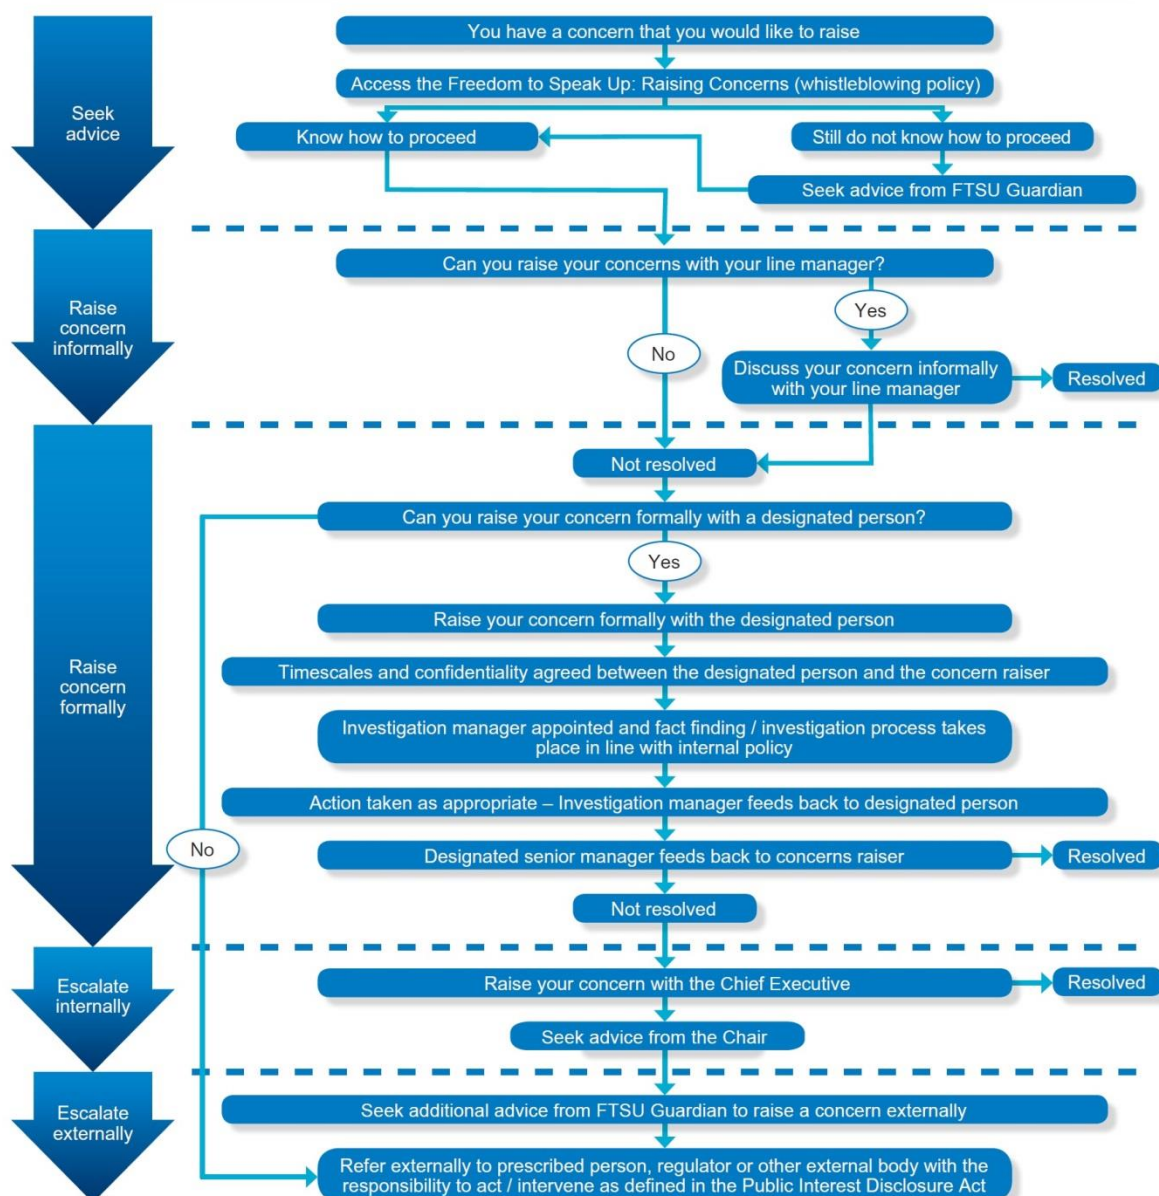 You have a concern that you would like to raise
Access the Freedom to Speak Up: Raising Concerns (whistleblowing policy)
Seek
advice
Know how to proceed
Still do not know how to proceed
Seek advice from FTSU Guardian
Can you raise your concerns with your line manager?
Raise
concern
informally
Yes
No
Discuss your concern informally
with your line manager
Resolved
Not resolved
Can you raise your concern formally with a designated person?
Yes
Raise your concern formally with the designated person
Raise
concern
formally
Timescales and confidentiality agreed between the designated person and the concern raiser
Investigation manager appointed and fact finding / investigation process takes
place in line with internal policy
Action taken as appropriate – Investigation manager feeds back to designated person
No
Designated senior manager feeds back to concerns raiser
Resolved
Not resolved
Escalate
internally
Raise your concern with the Chief Executive
Resolved
Seek advice from the Chair
Escalate
externally
Seek additional advice from FTSU Guardian to raise a concern externally
Refer externally to prescribed person, regulator or other external body with the
responsibility to act / intervene as defined in the Public Interest Disclosure Act